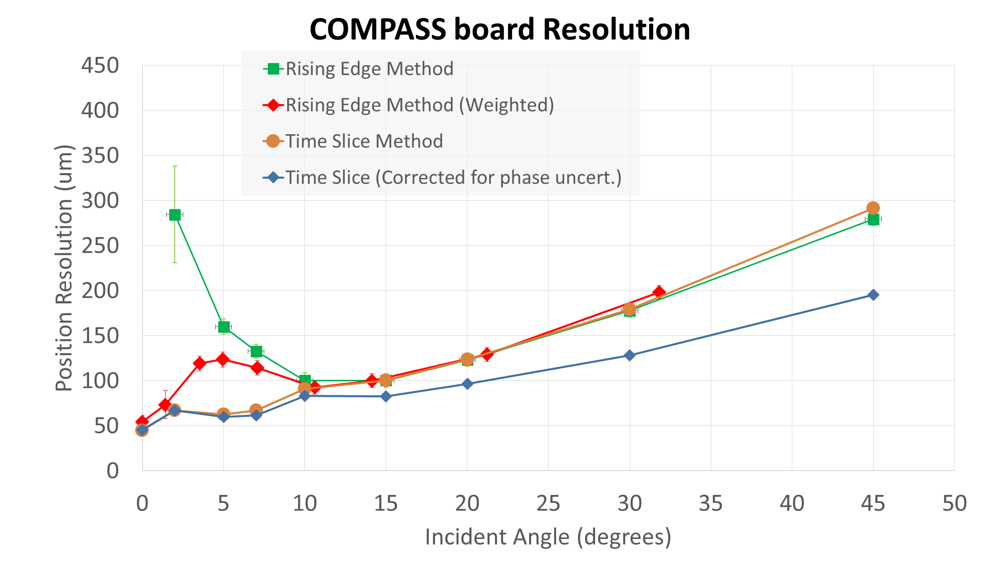 COMPASS board Resolution
Rising Edge Method
Rising Edge Method (Weighted)
Time Slice Method
Time Slice (Corrected for phase uncert.)
Position Resolution (um)
450
400
350
300
250
200
150
100
50
0
0 5 10 15 20 25 30 35 40 45 50
Incident Angle (degrees)